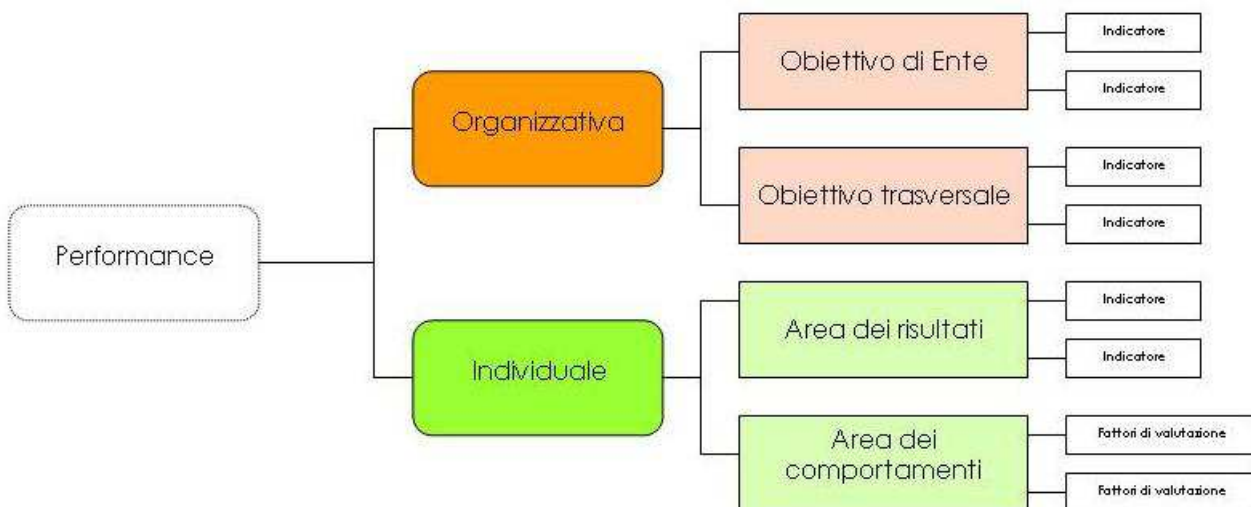 Performance
Organizzativa
Obiettivo di Ente
Indicatore
Indicatore
Obiettivo trasversale
Indicatore
Indicatore
Individuale
Area dei risultati
Indicatore
Indicatore
Area dei
comportamenti
Fattori di valutazione
Fattori di valutazione